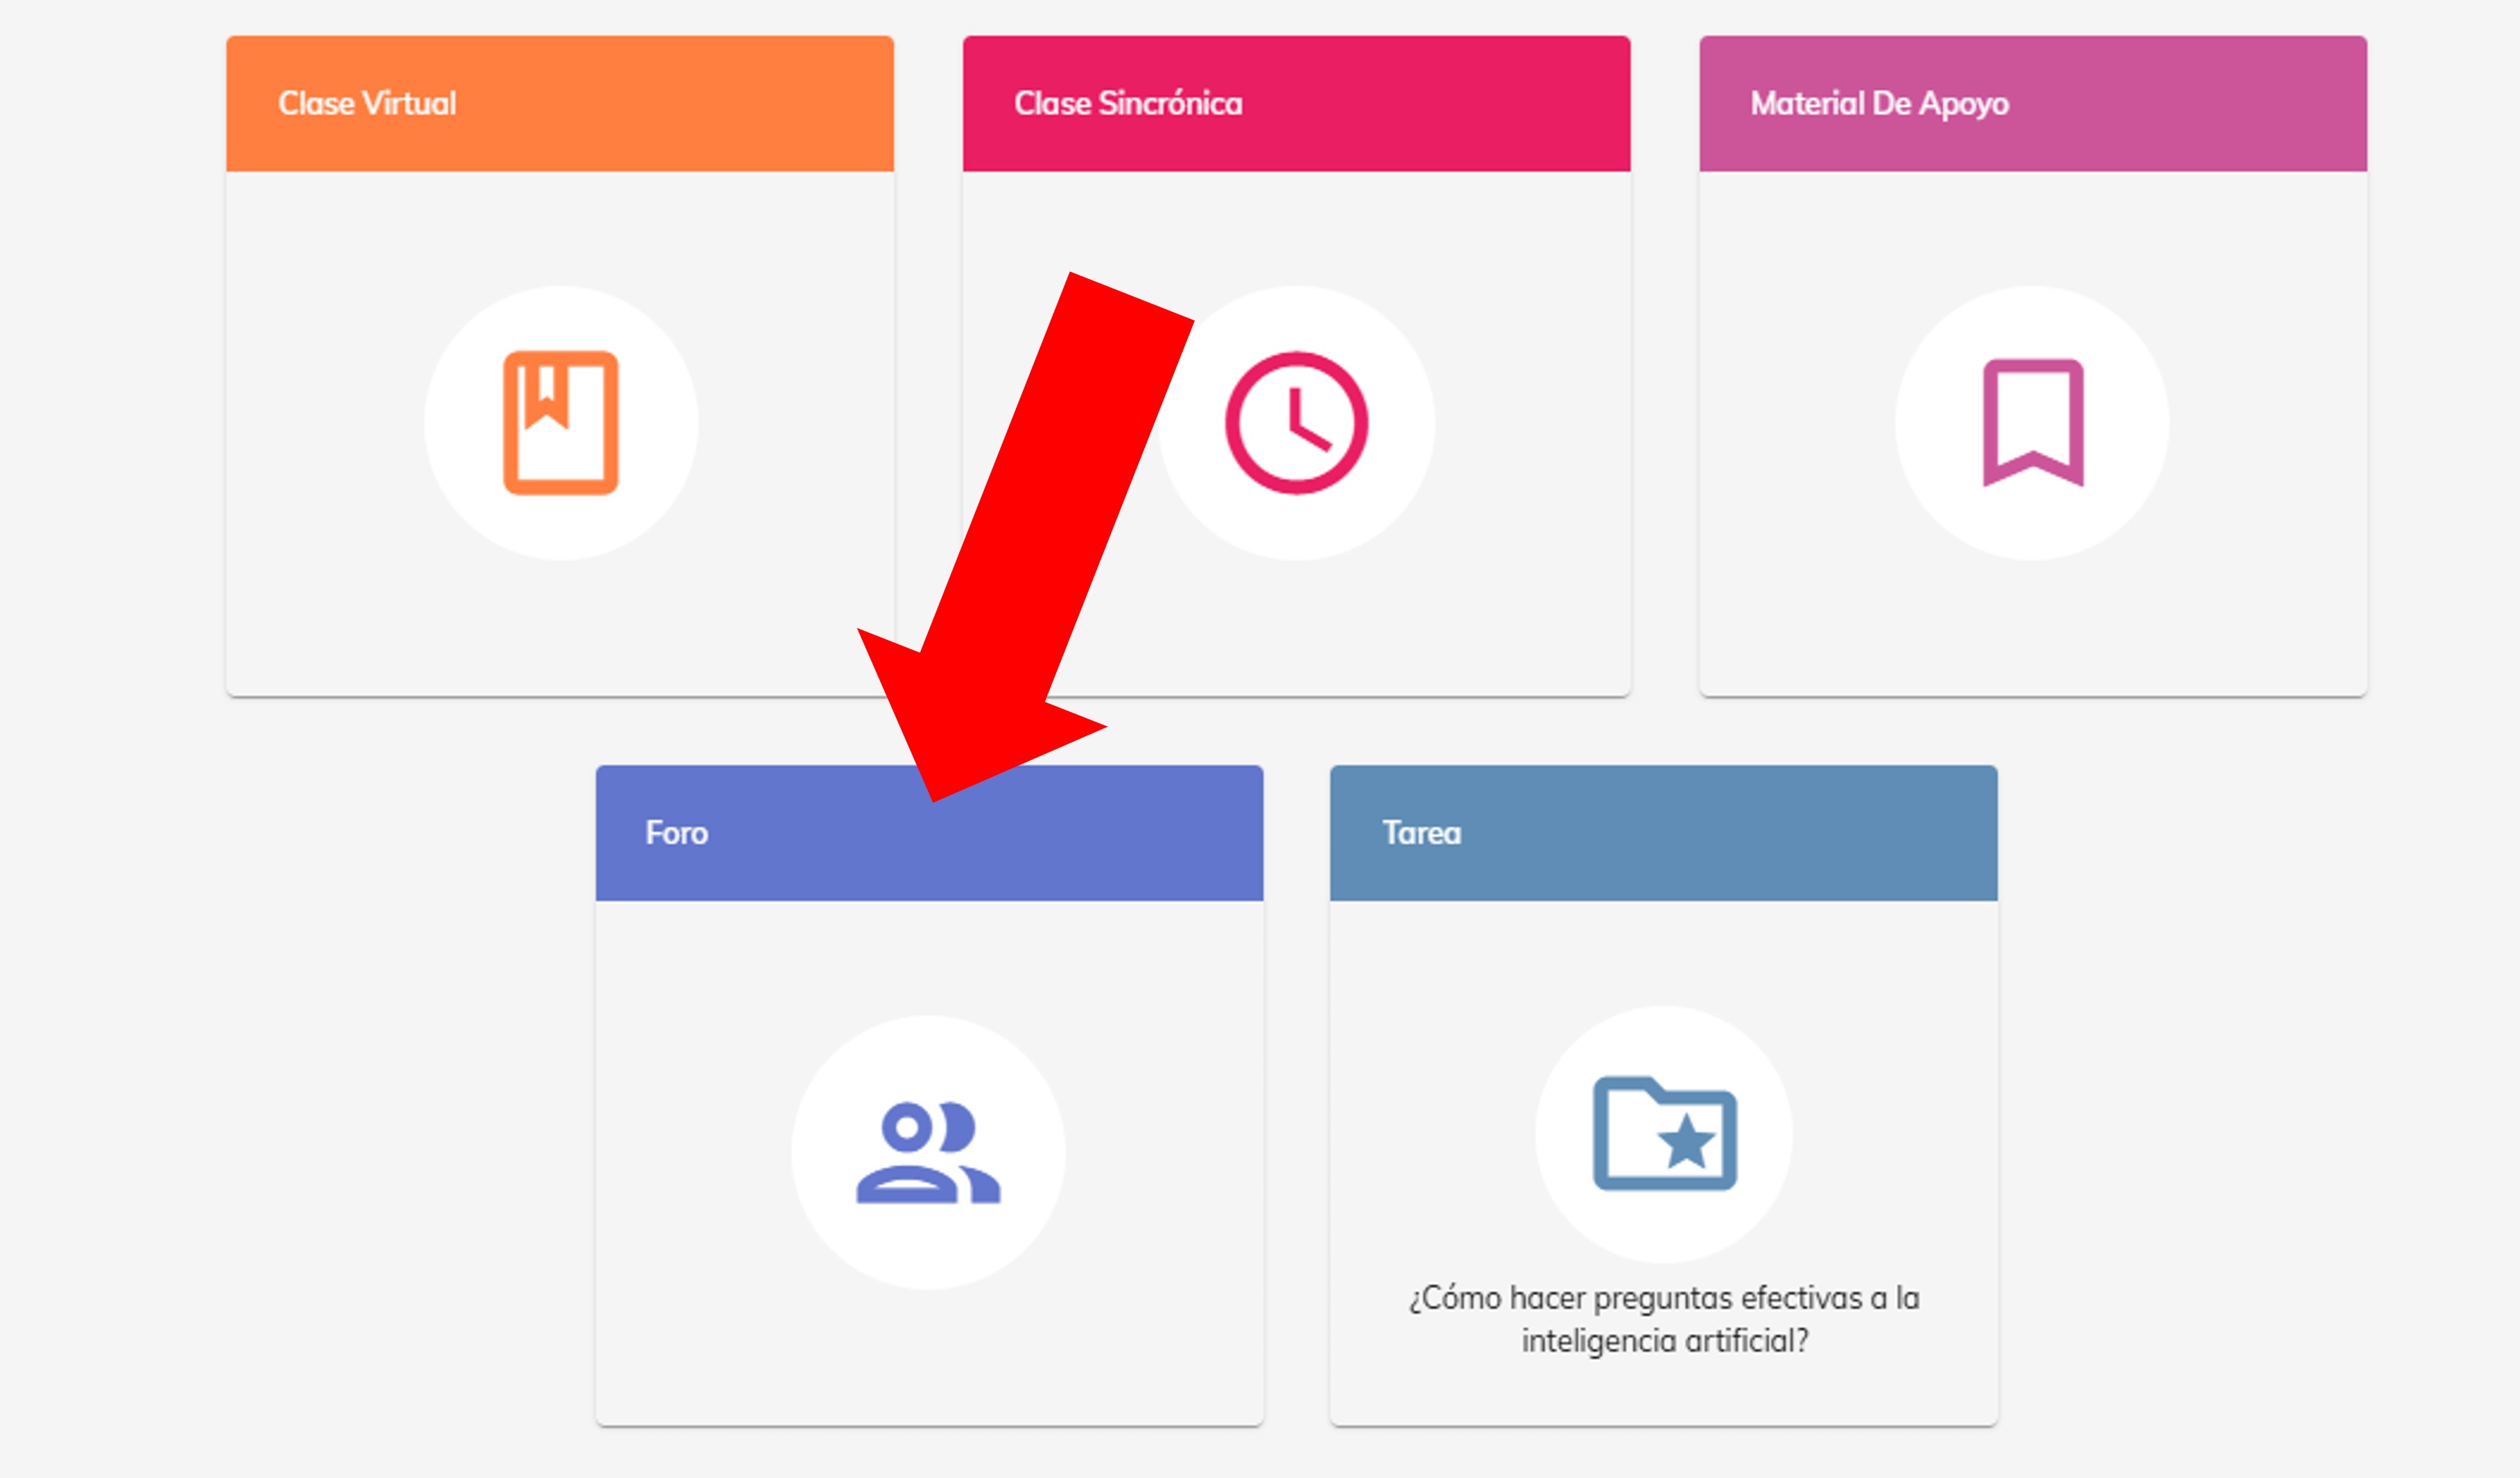 Clase Virtual
Clase Sincrónica
Material De Apoyo
Foro
Tarea
¿Cómo hacer preguntas efectivas a la
inteligencia artificial?